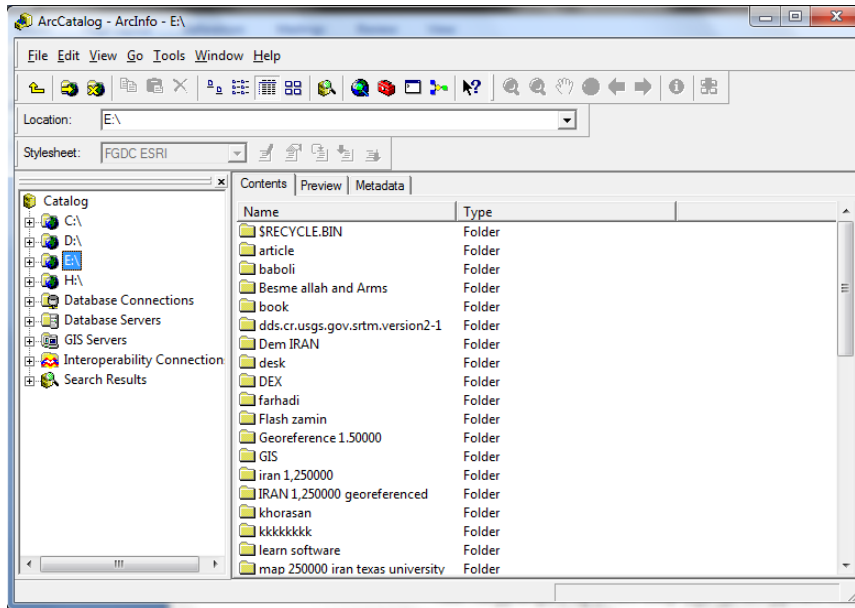 ArcCatalog - ArcInfo - E:\
File Edit View Go Tools Window Help
Location: E:\
Stylesheet: FGDC ESRI
Contents Preview Metadata
Catalog
C:\
D:\
E:\
H:\
Database Connections
Database Servers
GIS Servers
Interoperability Connection
Search Results
Name Type
$RECYCLE.BIN Folder
article Folder
baboli Folder
Besme allah and Arms Folder
book Folder
dds.cr.usgs.gov.srtm.version2-1 Folder
Dem IRAN Folder
desk Folder
DEX Folder
farhadi Folder
Flash zamin Folder
Georeference 1.50000 Folder
GIS Folder
iran 1,250000 Folder
IRAN 1,250000 georeferenced Folder
khorasan Folder
kkkkkkkk Folder
learn software Folder
map 250000 iran texas university Folder